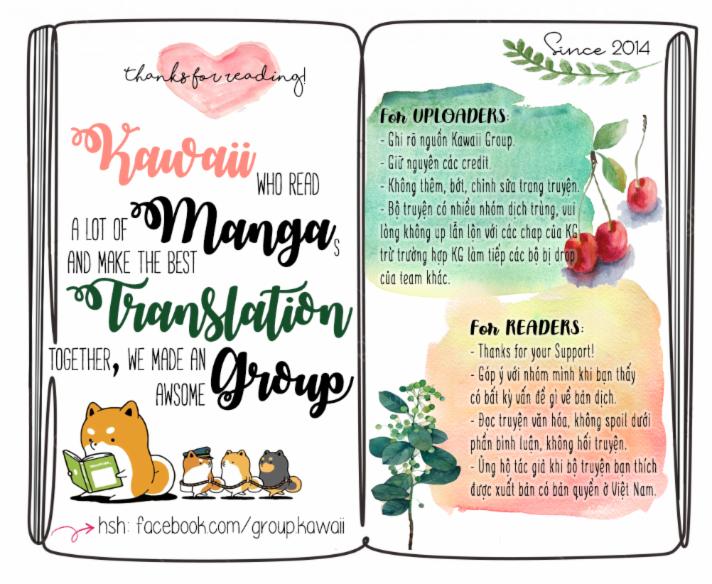 thanks for reading!
Kawaii
WHO READ
A LOT OF Mangas
AND MAKE THE BEST
Translation
TOGETHER, WE MADE AN
AWSOME Group
hsh: facebook.com/group.kawaii
Since 2014
For UPLOADERS:
- Ghi rõ nguồn Kawaii Group.
- Giữ nguyên các credit.
- Không thêm, bớt, chỉnh sửa trang truyện.
- Bộ truyện có nhiều nhóm dịch trùng, vui
lòng không up lẫn lộn với các chap của KG
trừ trường hợp KG làm tiếp các bộ bị drop
của team khác.
For READERS:
- Thanks for your Support!
- Góp ý với nhóm mình khi bạn thấy
có bất kỳ vấn đề gì về bản dịch.
- Đọc truyện văn hóa, không spoil dưới
phần bình luận, không hối truyện.
- Ủng hộ tác giả khi bộ truyện bạn thích
được xuất bản có bản quyền ở Việt Nam.